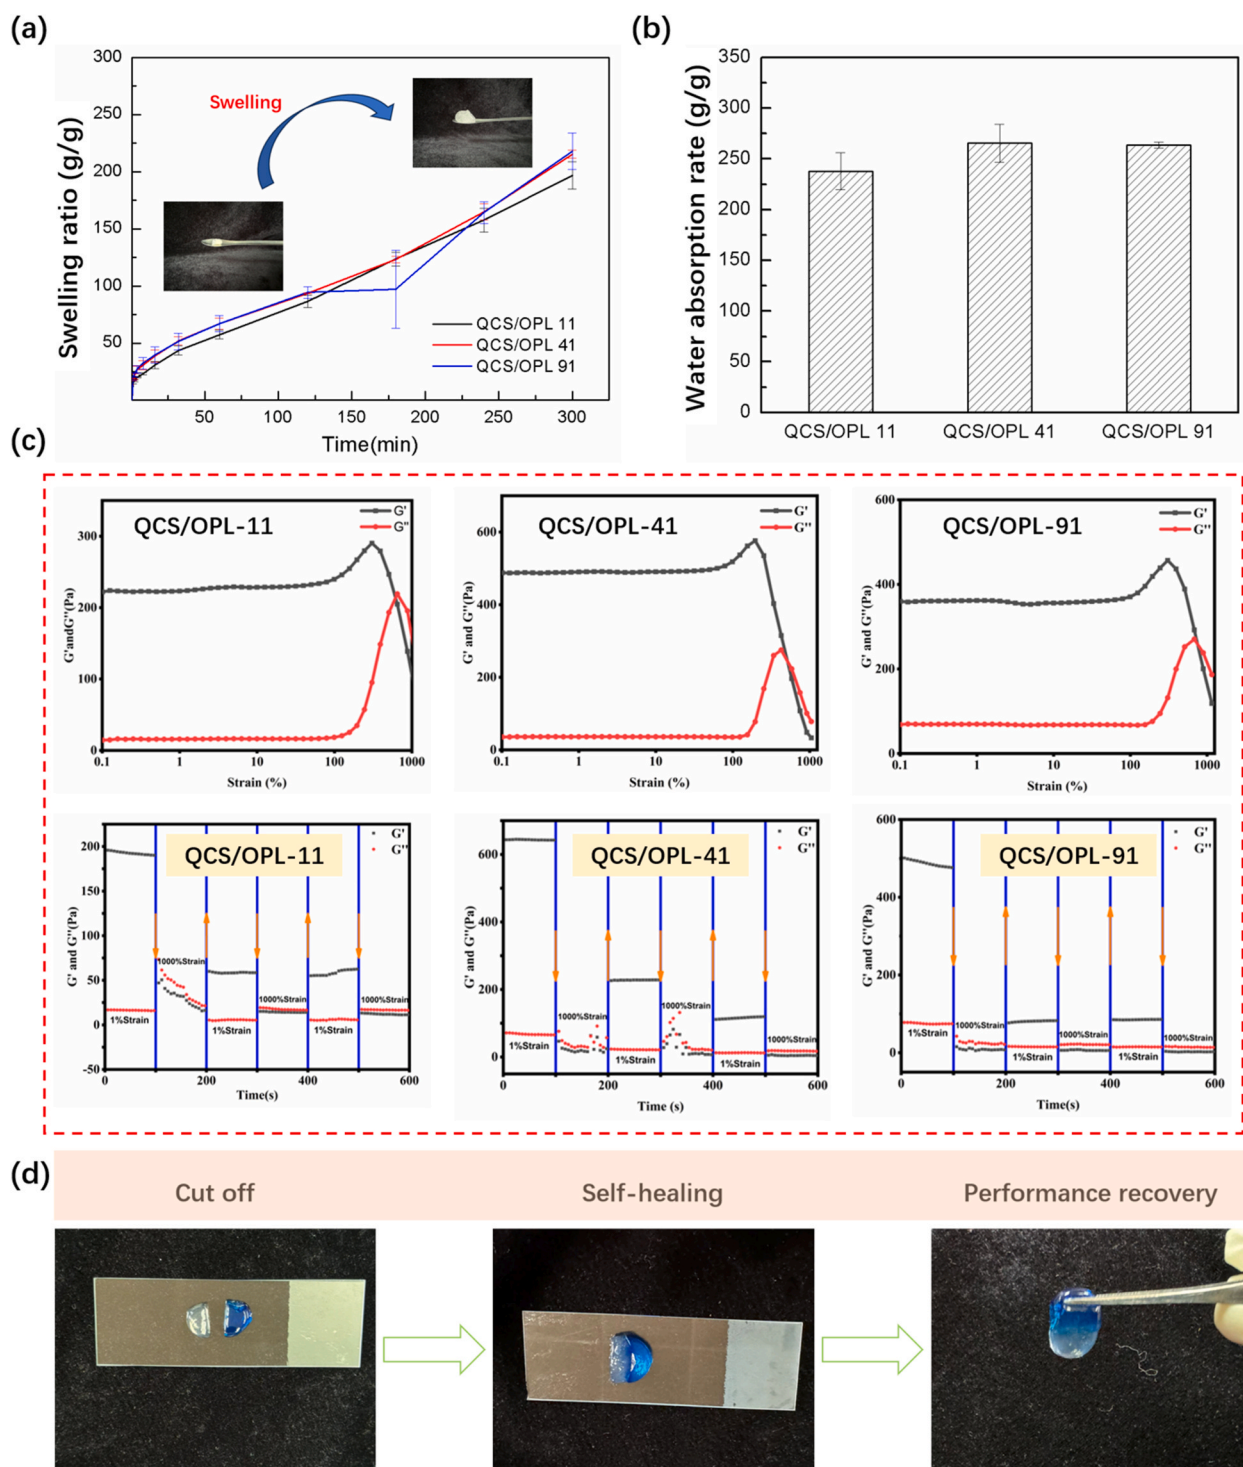 (a)
Swelling ratio (g/g)
300
250
200
150
100
50
Swelling
QCS/OPL 11
QCS/OPL 41
QCS/OPL 91
50
100
150
200
250
300
Time(min)
(b)
Water absorption rate (g/g)
350
300
250
200
150
100
50
0
QCS/OPL 11
QCS/OPL 41
QCS/OPL 91
(c)
QCS/OPL-11
G'
G"
G'andG"(Pa)
300
200
100
0
0.1
1
10
100
1000
Strain (%)
QCS/OPL-41
G'
G"
G' and G"(Pa)
600
400
200
0
0.1
1
10
100
1000
Strain (%)
QCS/OPL-91
G'
G"
G' and G"(Pa)
600
400
200
0
0.1
1
10
100
1000
Strain (%)
QCS/OPL-11
G'
G"
G' and G"(Pa)
200
150
125
100
75
50
25
0
-50
1%Strain
1000%Strain
1%Strain
1000%Strain
1%Strain
1000%Strain
0
200
400
600
Time(s)
QCS/OPL-41
G'
G"
G' and G"(Pa)
600
400
200
0
1%Strain
1000%Strain
1%Strain
1000%Strain
1%Strain
1000%Strain
0
200
400
600
Time (s)
QCS/OPL-91
G'
G"
G' and G"(Pa)
600
400
200
0
1%Strain
1000%Strain
1%Strain
1000%Strain
1%Strain
1000%Strain
0
200
400
600
Time(s)
(d)
Cut off
Self-healing
Performance recovery